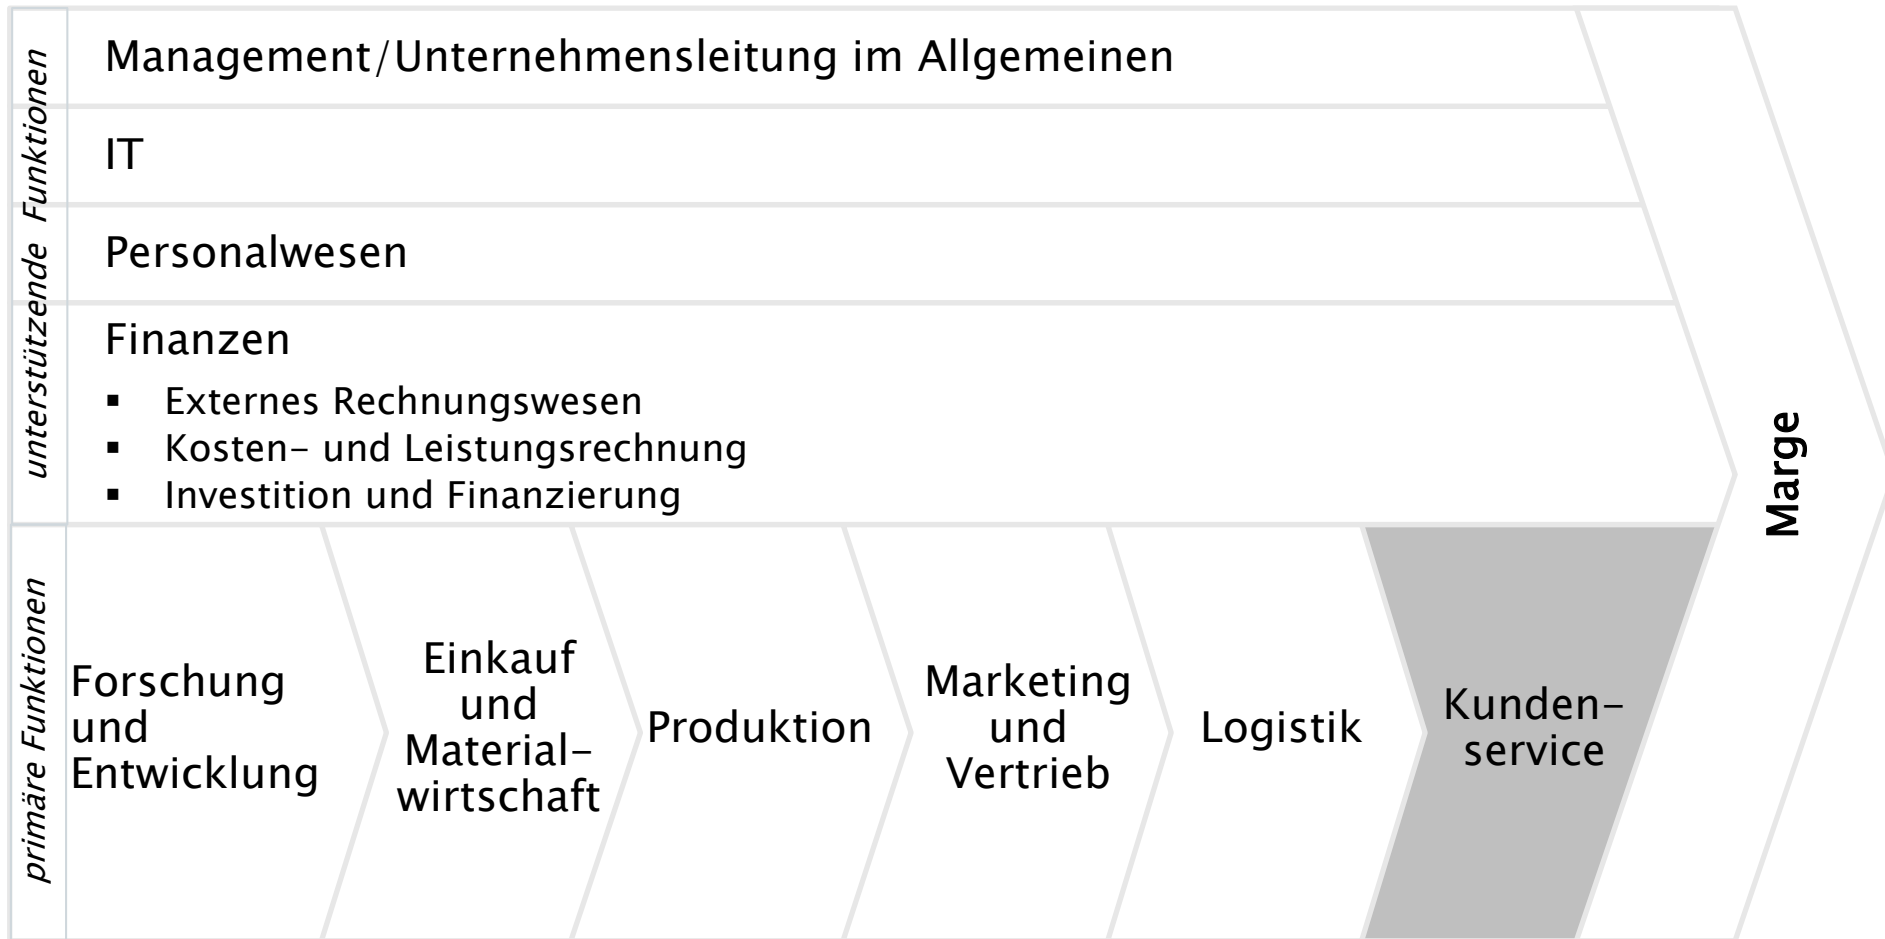 unterstützende Funktionen
Management/Unternehmensleitung im Allgemeinen
IT
Personalwesen
Finanzen
▪ Externes Rechnungswesen
▪ Kosten- und Leistungsrechnung
▪ Investition und Finanzierung
Marge
primäre Funktionen
Forschung
und
Entwicklung
Einkauf
und
Material-
wirtschaft
Produktion
Marketing
und
Vertrieb
Logistik
Kunden-
service